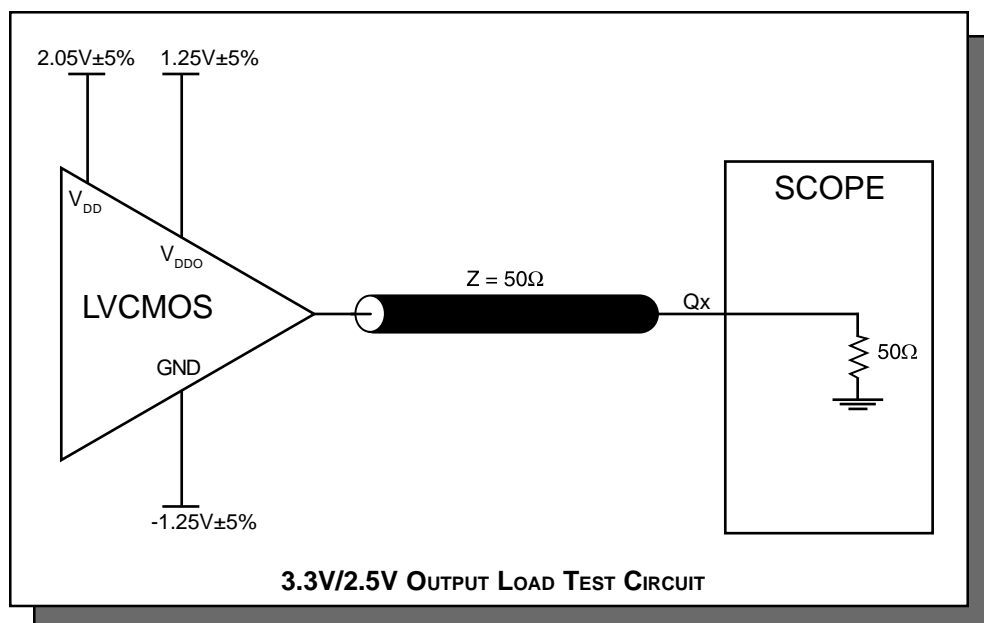 2.05V±5% 1.25V±5%
SCOPE
VDD
VDDO
Z = 50Ω
LVCMOS
Qx
50Ω
GND
-1.25V±5%
3.3V/2.5V OUTPUT LOAD TEST CIRCUIT